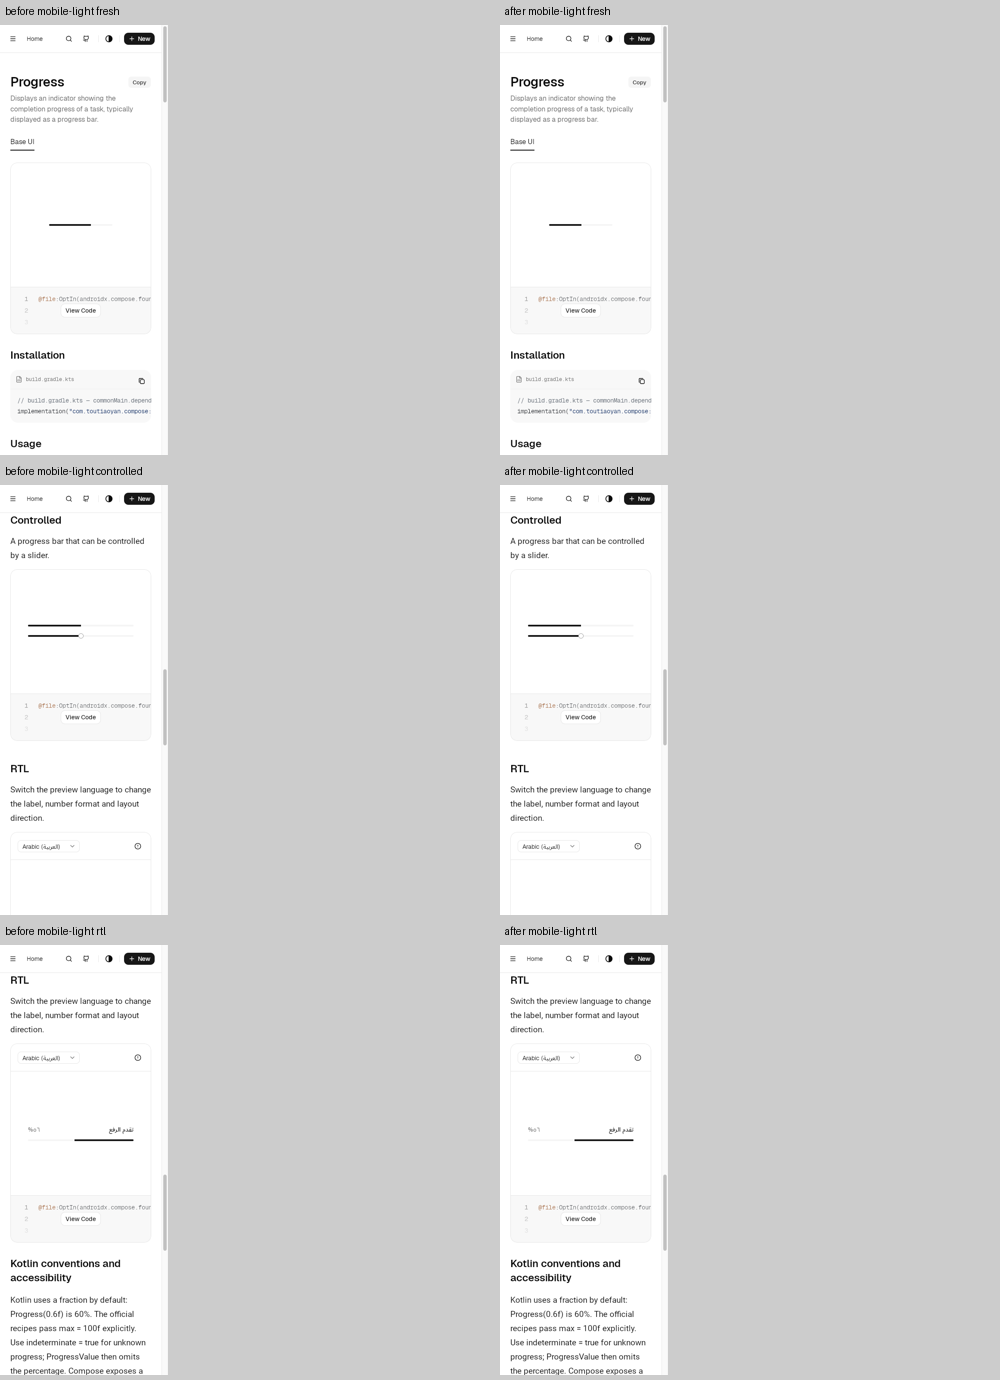 before mobile-light fresh
after mobile-light fresh
Home
New
Progress
Copy
Displays an indicator showing the
completion progress of a task, typically
displayed as a progress bar.
Base UI
1 @file:OptIn(androidx.compose.four
2
View Code
3
Installation
build.gradle.kts
// build.gradle.kts — commonMain.depend
implementation("com.toutiaoyan.compose:
Usage
Home
New
Progress
Copy
Displays an indicator showing the
completion progress of a task, typically
displayed as a progress bar.
Base UI
1 @file:OptIn(androidx.compose.four
2
View Code
3
Installation
build.gradle.kts
// build.gradle.kts — commonMain.depend
implementation("com.toutiaoyan.compose:
Usage
before mobile-light controlled
after mobile-light controlled
Home
New
Controlled
A progress bar that can be controlled
by a slider.
1 @file:OptIn(androidx.compose.four
2
View Code
3
RTL
Switch the preview language to change
the label, number format and layout
direction.
Arabic (العربية)
Home
New
Controlled
A progress bar that can be controlled
by a slider.
1 @file:OptIn(androidx.compose.four
2
View Code
3
RTL
Switch the preview language to change
the label, number format and layout
direction.
Arabic (العربية)
before mobile-light rtl
after mobile-light rtl
Home
New
RTL
Switch the preview language to change
the label, number format and layout
direction.
Arabic (العربية)
تقدم الرفع
1 @file:OptIn(androidx.compose.four
2
View Code
3
Kotlin conventions and
accessibility
Kotlin uses a fraction by default:
Progress(0.6f) is 60%. The official
recipes pass max = 100f explicitly.
Use indeterminate = true for unknown
progress; ProgressValue then omits
the percentage. Compose exposes a
Home
New
RTL
Switch the preview language to change
the label, number format and layout
direction.
Arabic (العربية)
تقدم الرفع
1 @file:OptIn(androidx.compose.four
2
View Code
3
Kotlin conventions and
accessibility
Kotlin uses a fraction by default:
Progress(0.6f) is 60%. The official
recipes pass max = 100f explicitly.
Use indeterminate = true for unknown
progress; ProgressValue then omits
the percentage. Compose exposes a